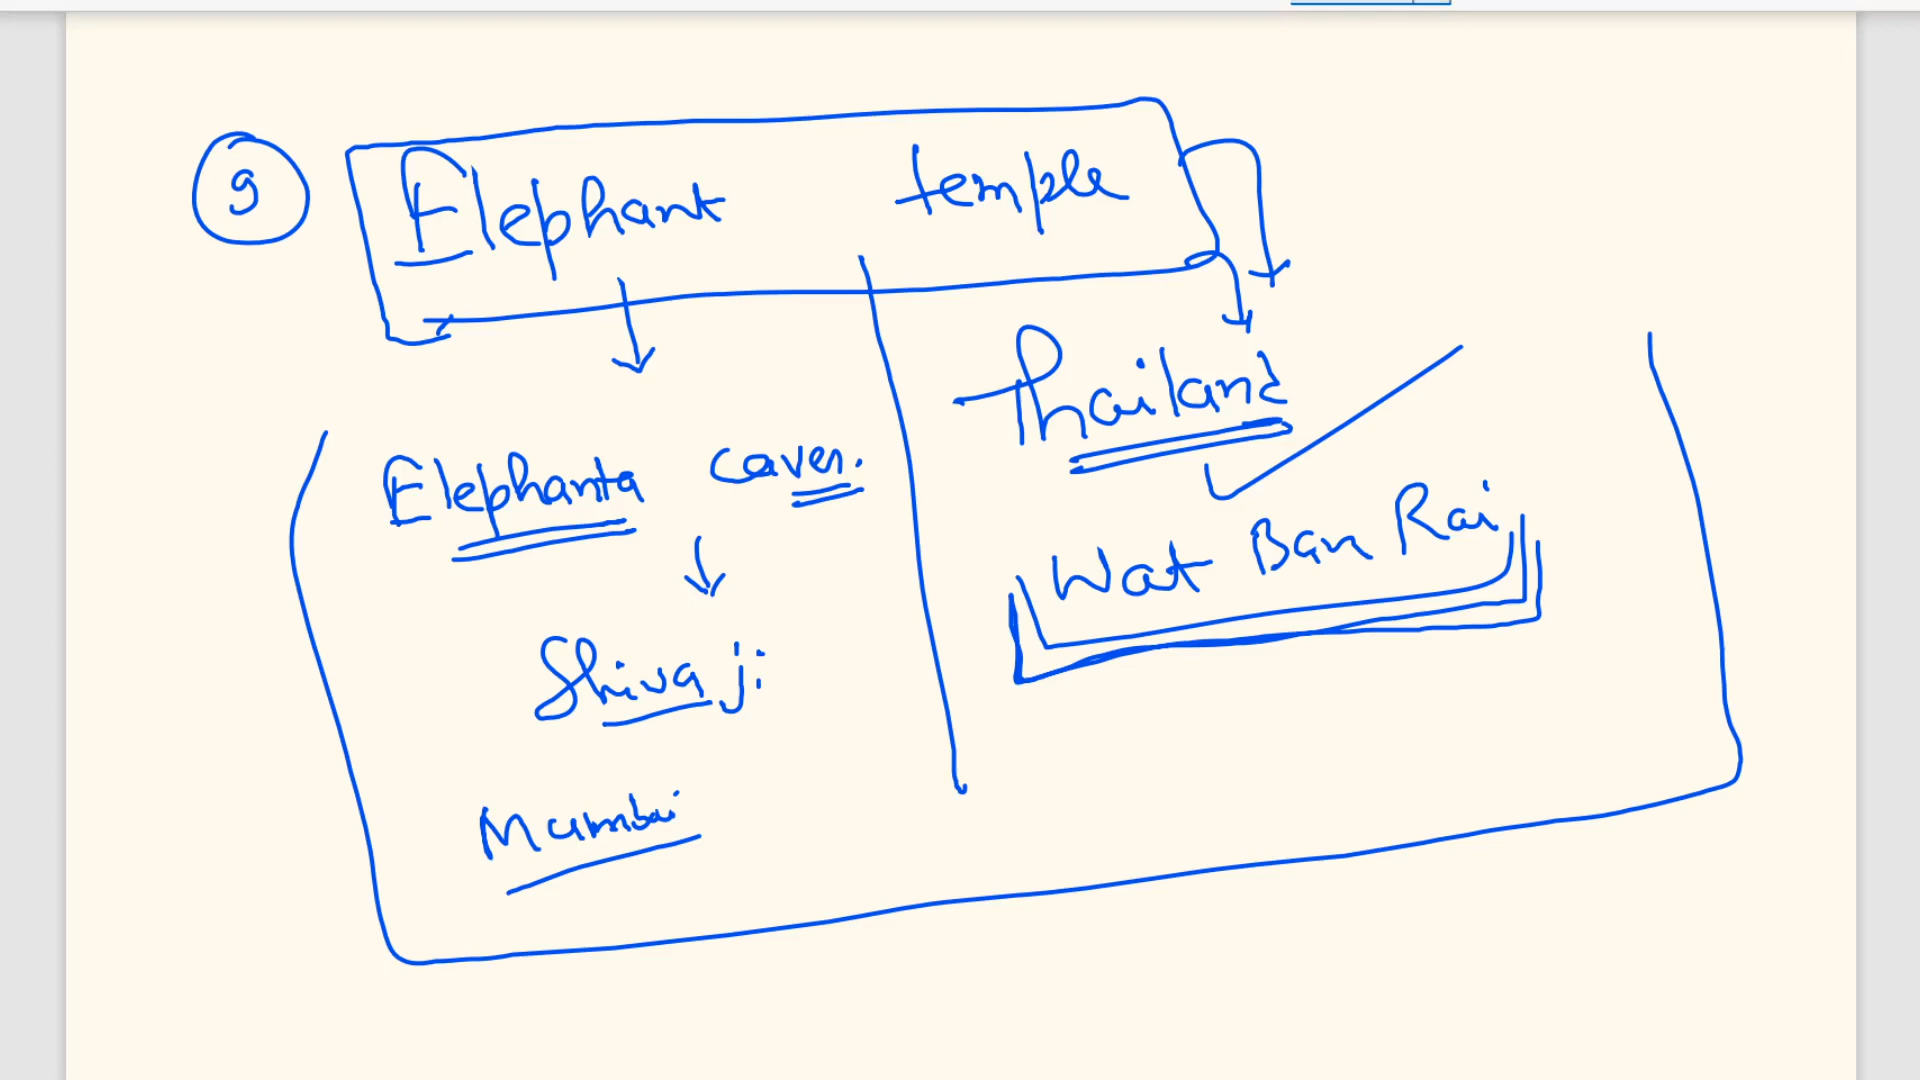 9
Elephant temple
Elephanta caves.
Shivaji
Mumbai
Thailand
Wat Ban Rai